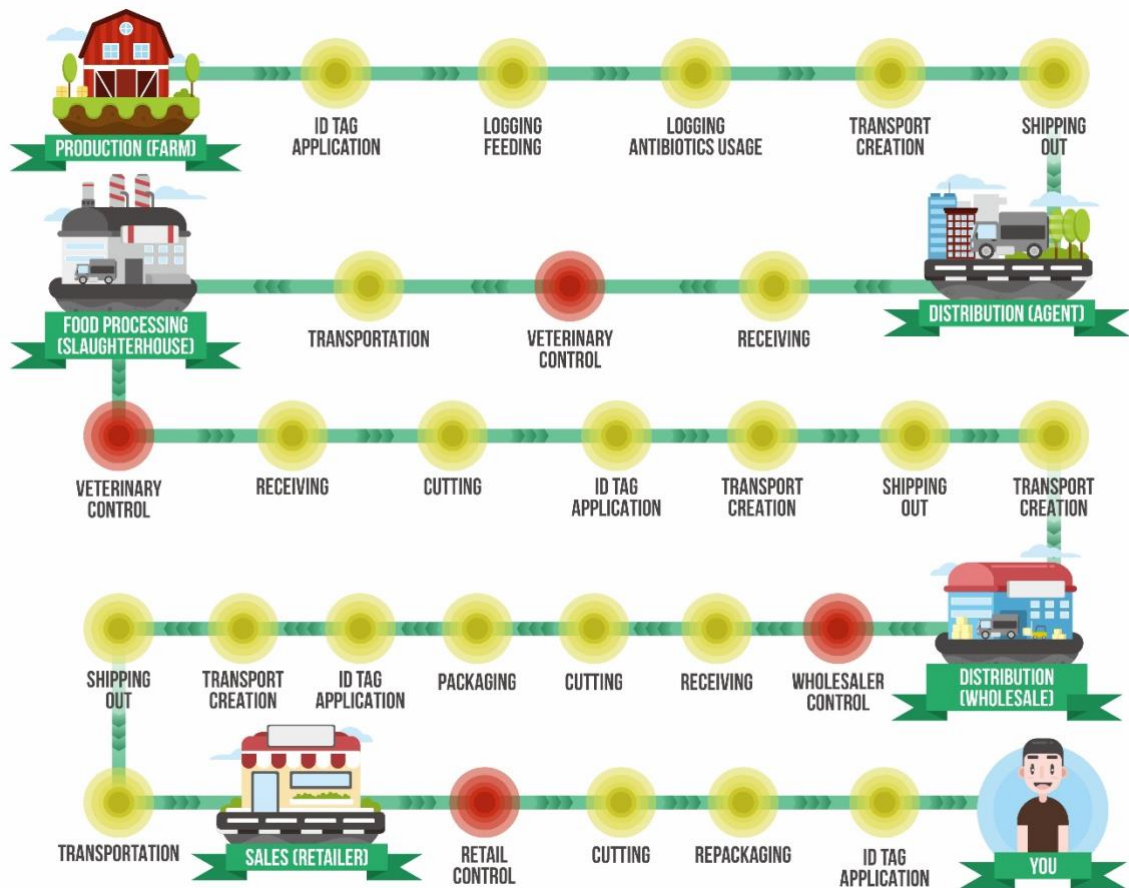 PRODUCTION (FARM)
ID TAG
APPLICATION
LOGGING
FEEDING
LOGGING
ANTIBIOTICS USAGE
TRANSPORT
CREATION
SHIPPING
OUT
DISTRIBUTION (AGENT)
RECEIVING
VETERINARY
CONTROL
TRANSPORTATION
FOOD PROCESSING
(SLAUGHTERHOUSE)
VETERINARY
CONTROL
RECEIVING
CUTTING
ID TAG
APPLICATION
TRANSPORT
CREATION
SHIPPING
OUT
TRANSPORT
CREATION
DISTRIBUTION
(WHOLESALE)
WHOLESALER
CONTROL
RECEIVING
CUTTING
PACKAGING
ID TAG
APPLICATION
TRANSPORT
CREATION
SHIPPING
OUT
TRANSPORTATION
SALES (RETAILER)
RETAIL
CONTROL
CUTTING
REPACKAGING
ID TAG
APPLICATION
YOU